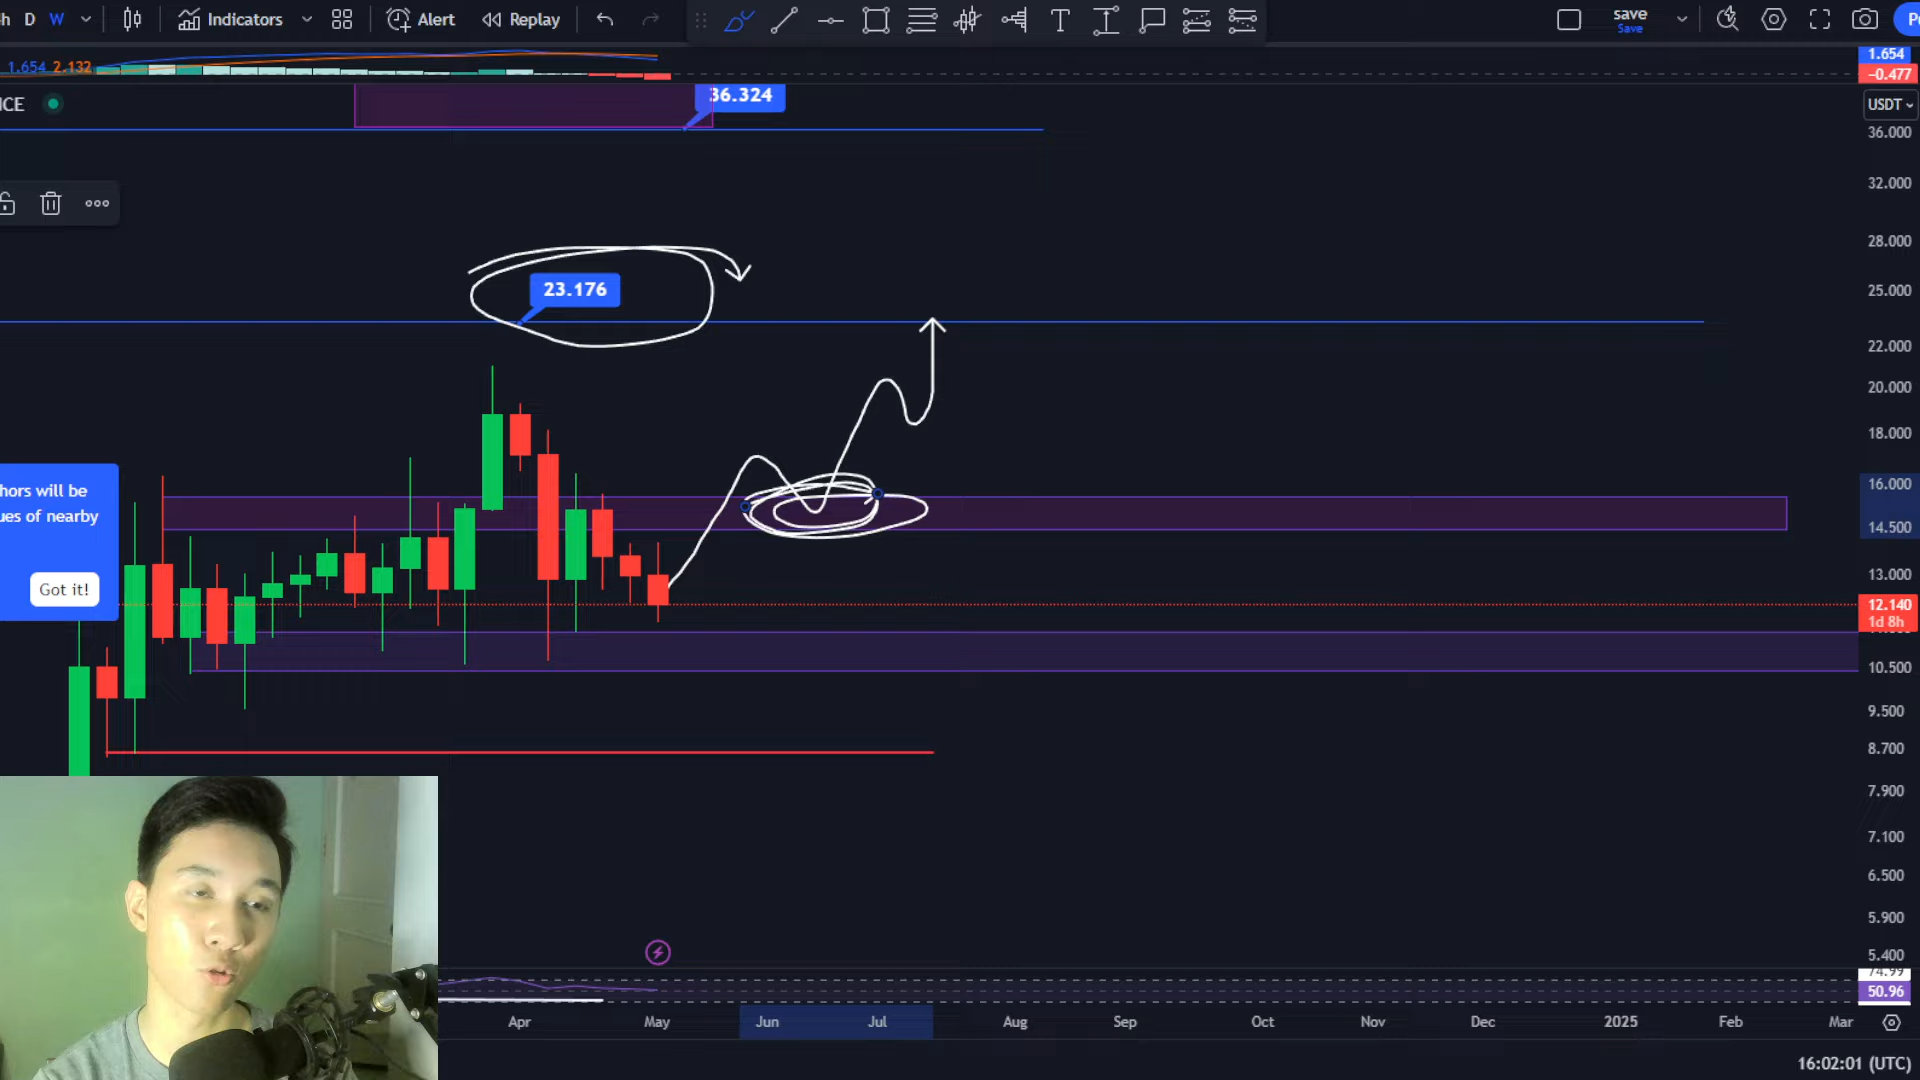 h D W Indicators Alert Replay T save
Save
1.654 2.132
1.654
-0.477
CE
USDT
36.324
36.000
32.000
28.000
23.176
25.000
22.000
20.000
18.000
hors will be
ues of nearby
Got it!
16.000
14.500
13.000
12.140
1d 8h
10.500
9.500
8.700
7.900
7.100
6.500
5.900
5.400
74.99
50.96
Apr May Jun Jul Aug Sep Oct Nov Dec 2025 Feb Mar
16:02:01 (UTC)